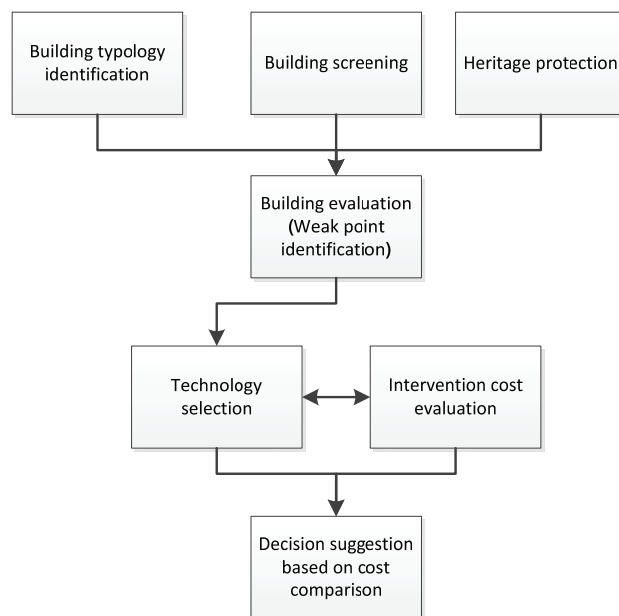 Building typology
identification
Building screening
Heritage protection
Building evaluation
(Weak point
identification)
Technology
selection
Intervention cost
evaluation
Decision suggestion
based on cost
comparison